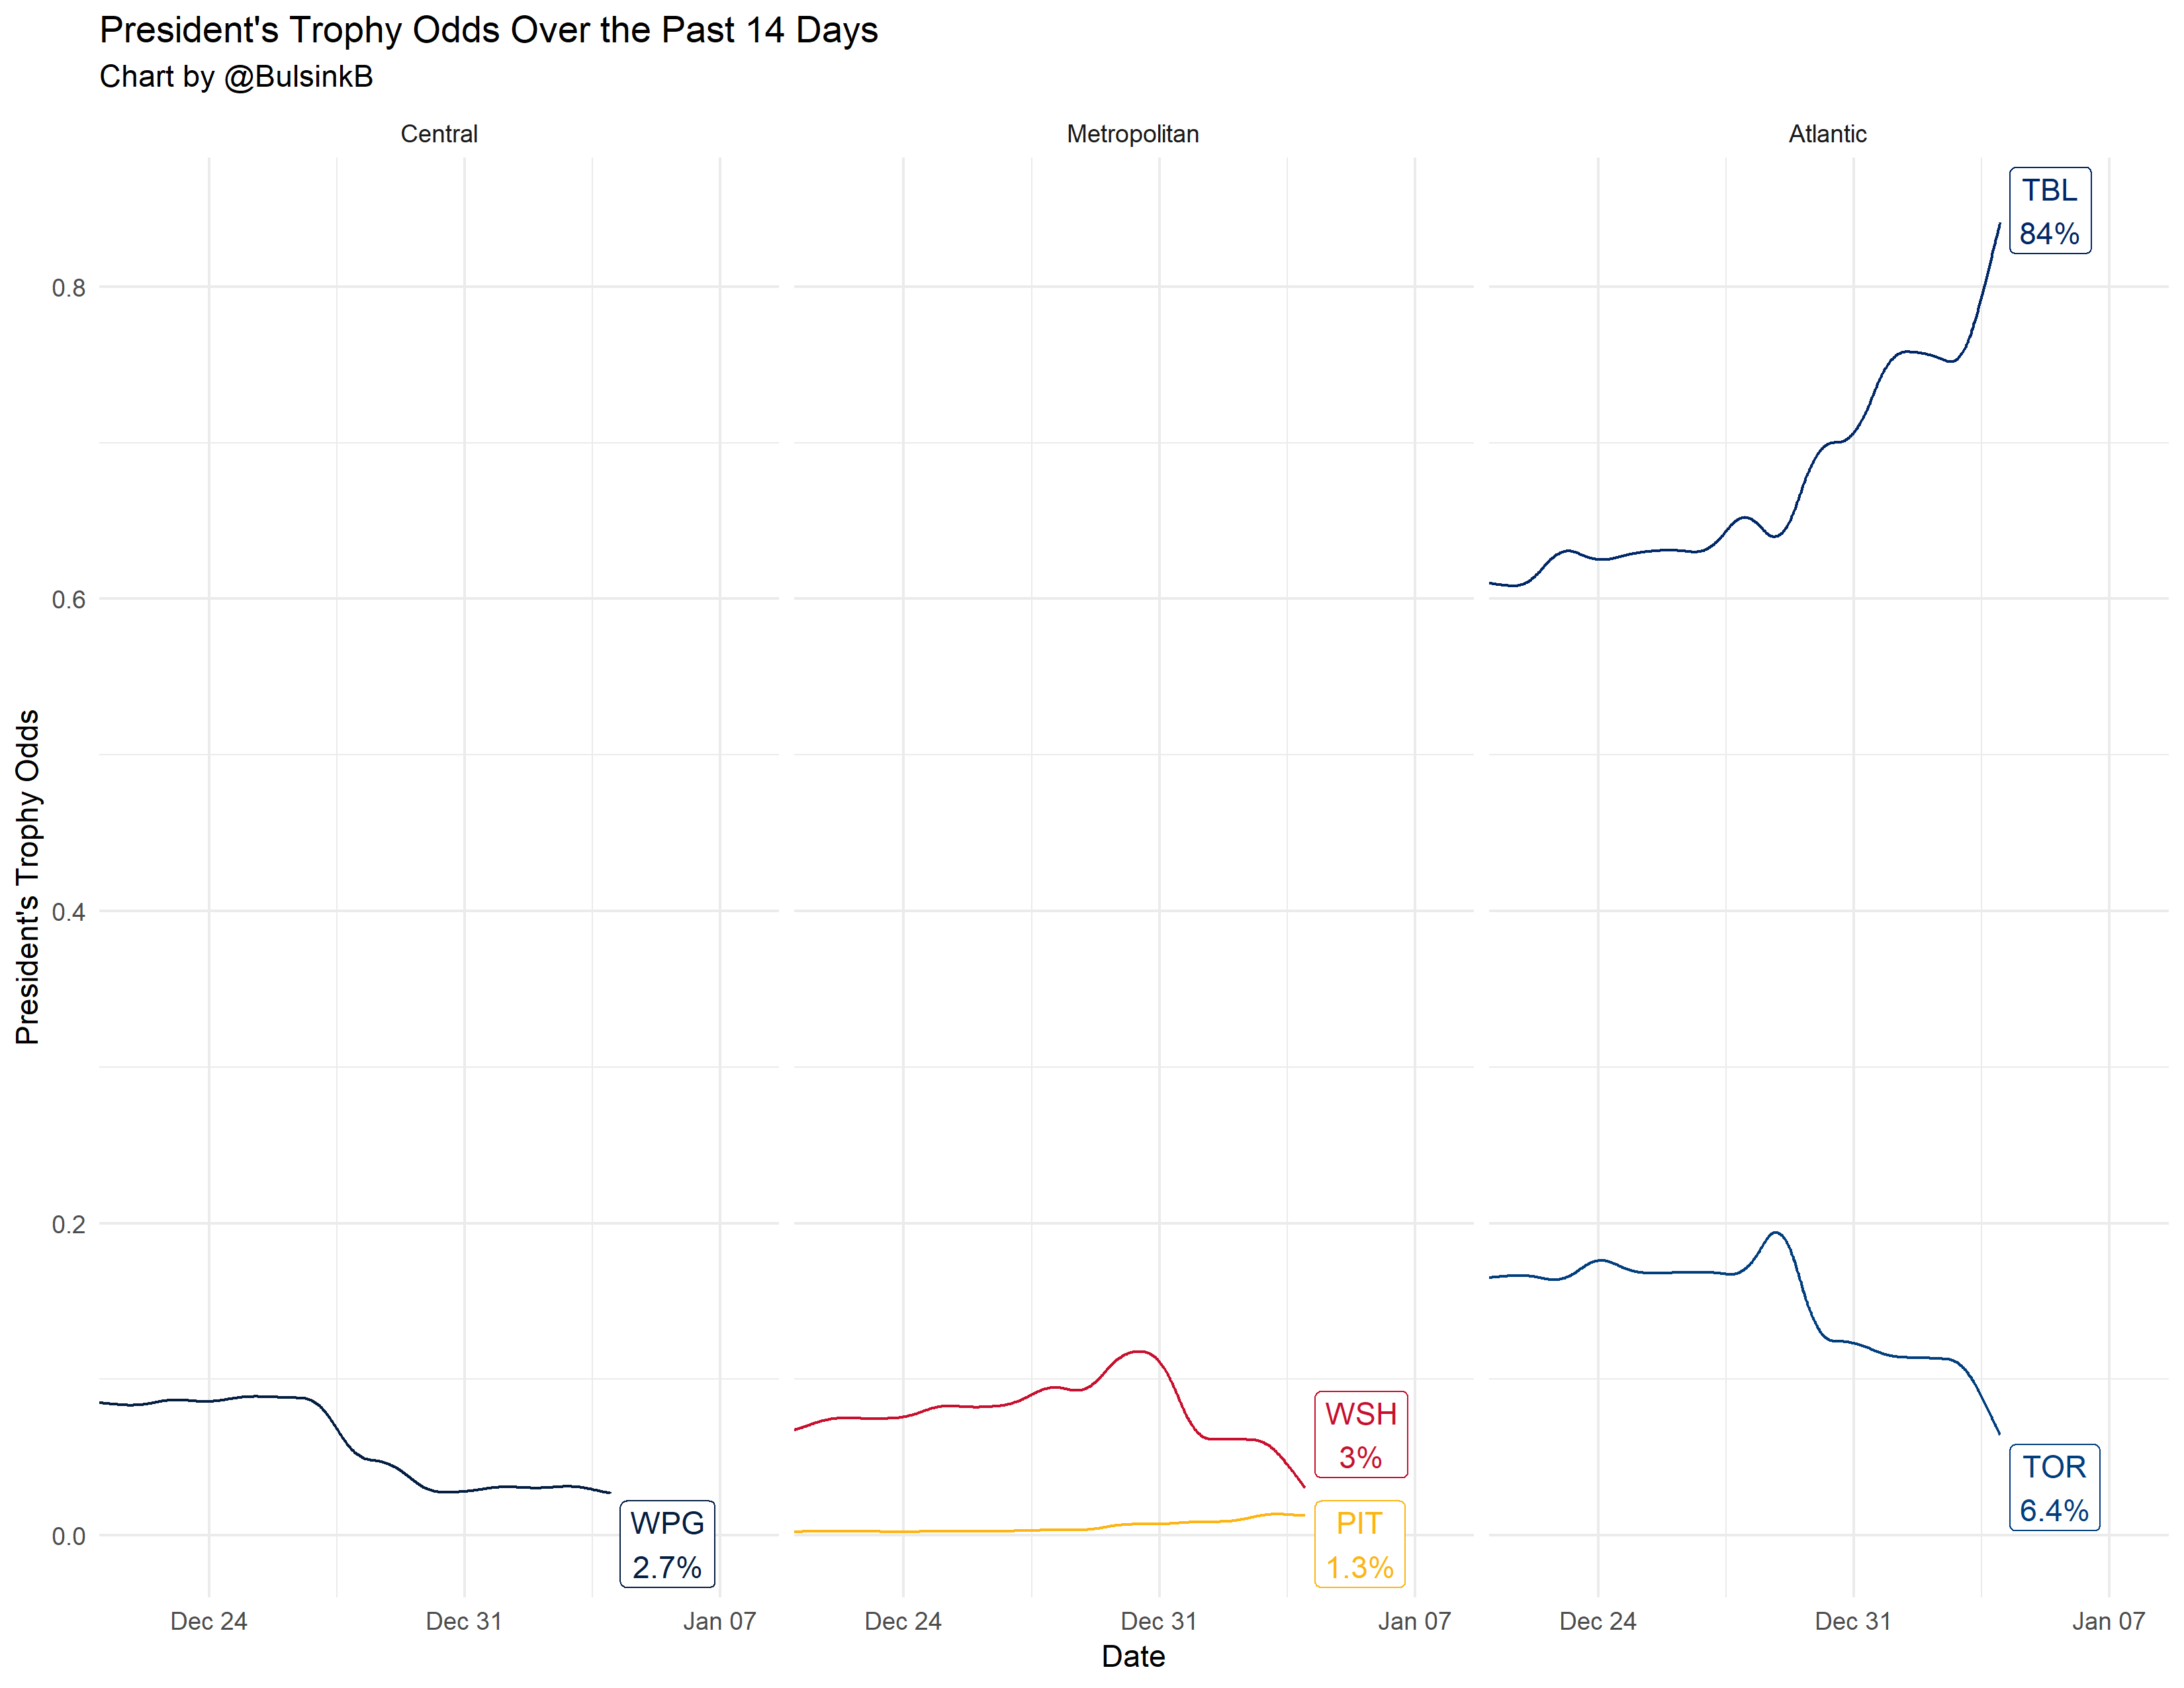 President's Trophy Odds Over the Past 14 Days
Chart by @BulsinkB
Central
Metropolitan
Atlantic
President's Trophy Odds
0.8
0.6
0.4
0.2
0.0
WPG
2.7%
WSH
3%
PIT
1.3%
TBL
84%
TOR
6.4%
Dec 24
Dec 31
Jan 07
Dec 24
Dec 31
Jan 07
Dec 24
Dec 31
Jan 07
Date